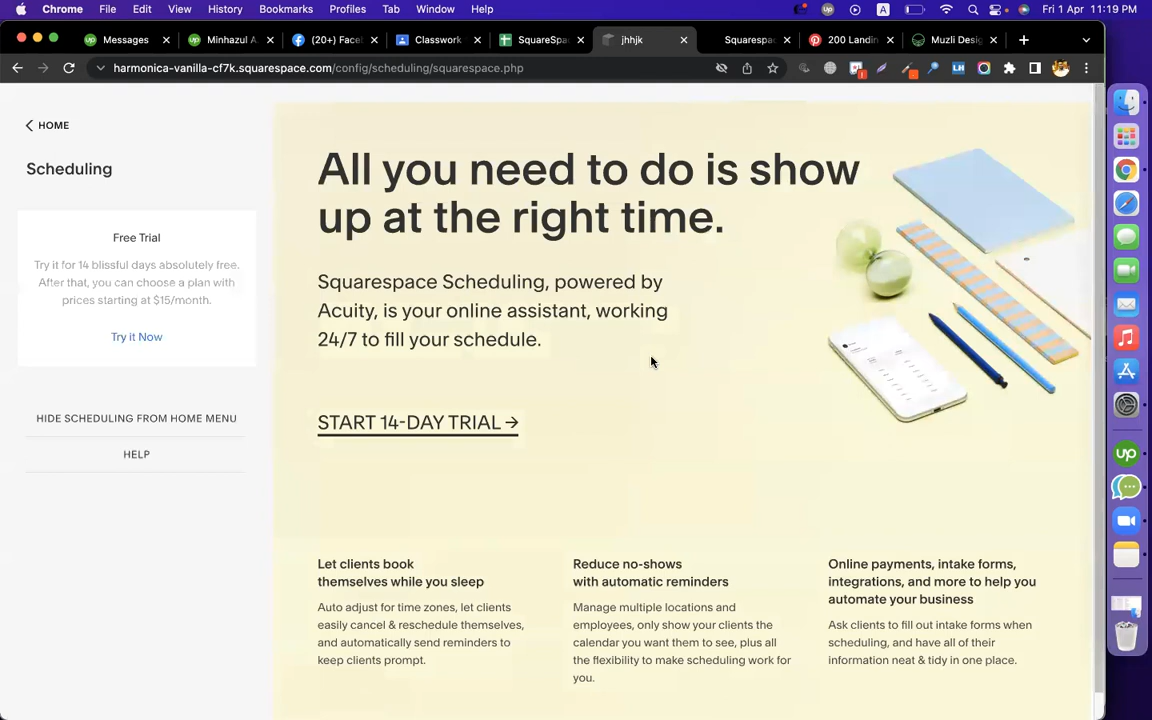 Chrome File Edit View History Bookmarks Profiles Tab Window Help
up A Fri 1 Apr 11:19 PM
up Messages
up Minhazul A
(20+) Face
Classwork
SquareSpa
jhhjk
Squarespac
200 Landin
Muzli Desig
harmonica-vanilla-cf7k.squarespace.com/config/scheduling/squarespace.php
LH
HOME
Scheduling
Free Trial
Try it for 14 blissful days absolutely free.
After that, you can choose a plan with
prices starting at $15/month.
Try it Now
HIDE SCHEDULING FROM HOME MENU
HELP
All you need to do is show
up at the right time.
Squarespace Scheduling, powered by
Acuity, is your online assistant, working
24/7 to fill your schedule.
START 14-DAY TRIAL →
Let clients book
themselves while you sleep
Auto adjust for time zones, let clients
easily cancel & reschedule themselves,
and automatically send reminders to
keep clients prompt.
Reduce no-shows
with automatic reminders
Manage multiple locations and
employees, only show your clients the
calendar you want them to see, plus all
the flexibility to make scheduling work for
you.
Online payments, intake forms,
integrations, and more to help you
automate your business
Ask clients to fill out intake forms when
scheduling, and have all of their
information neat & tidy in one place.
up